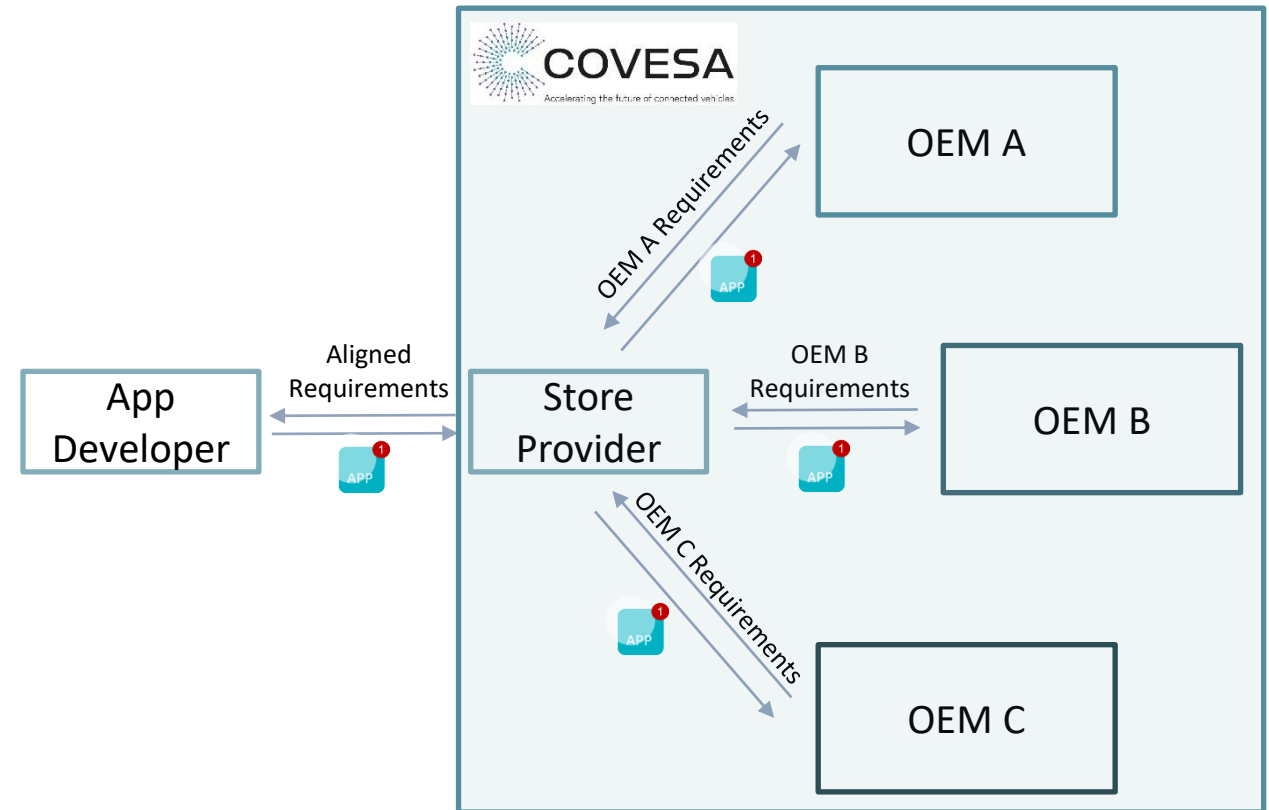 COVESA
Accelerating the future of connected vehicles
OEM A
OEM A Requirements
1
APP
Aligned
Requirements
OEM B
Requirements
App
Developer
Store
Provider
OEM B
1
APP
1
APP
OEM C Requirements
1
APP
OEM C